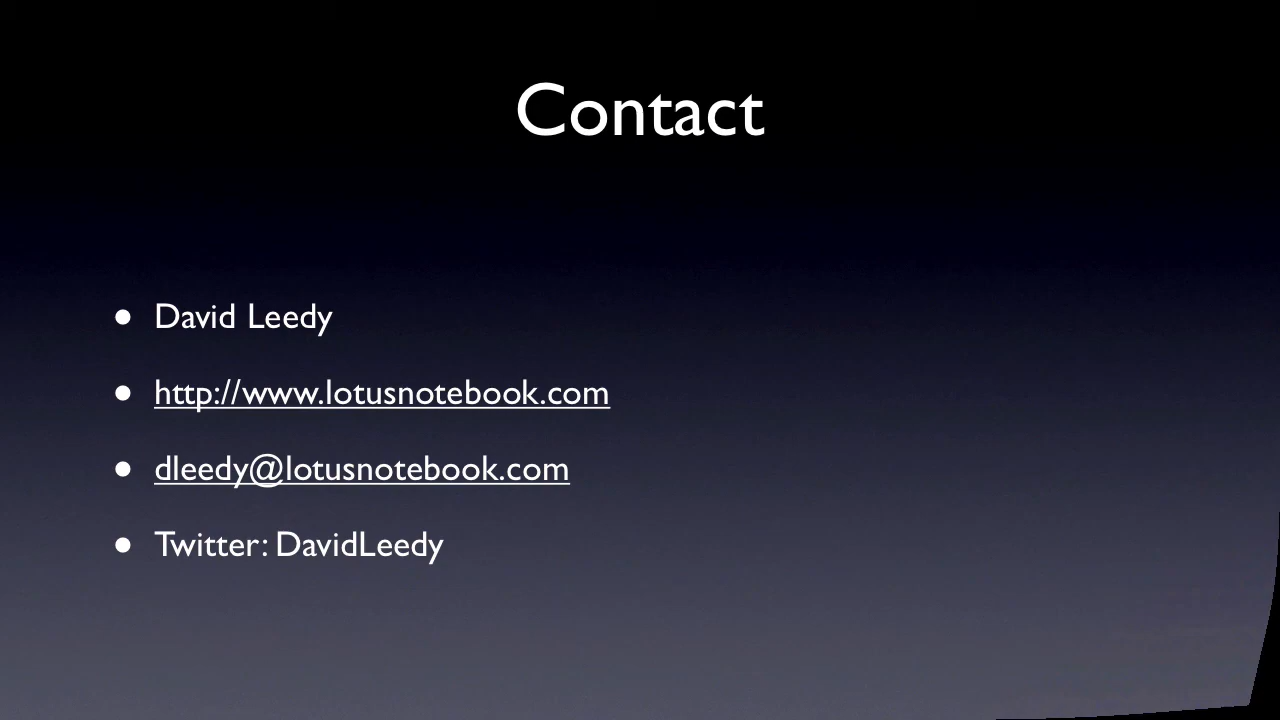 Contact
• David Leedy
• http://www.lotusnotebook.com
• dleedy@lotusnotebook.com
• Twitter: DavidLeedy